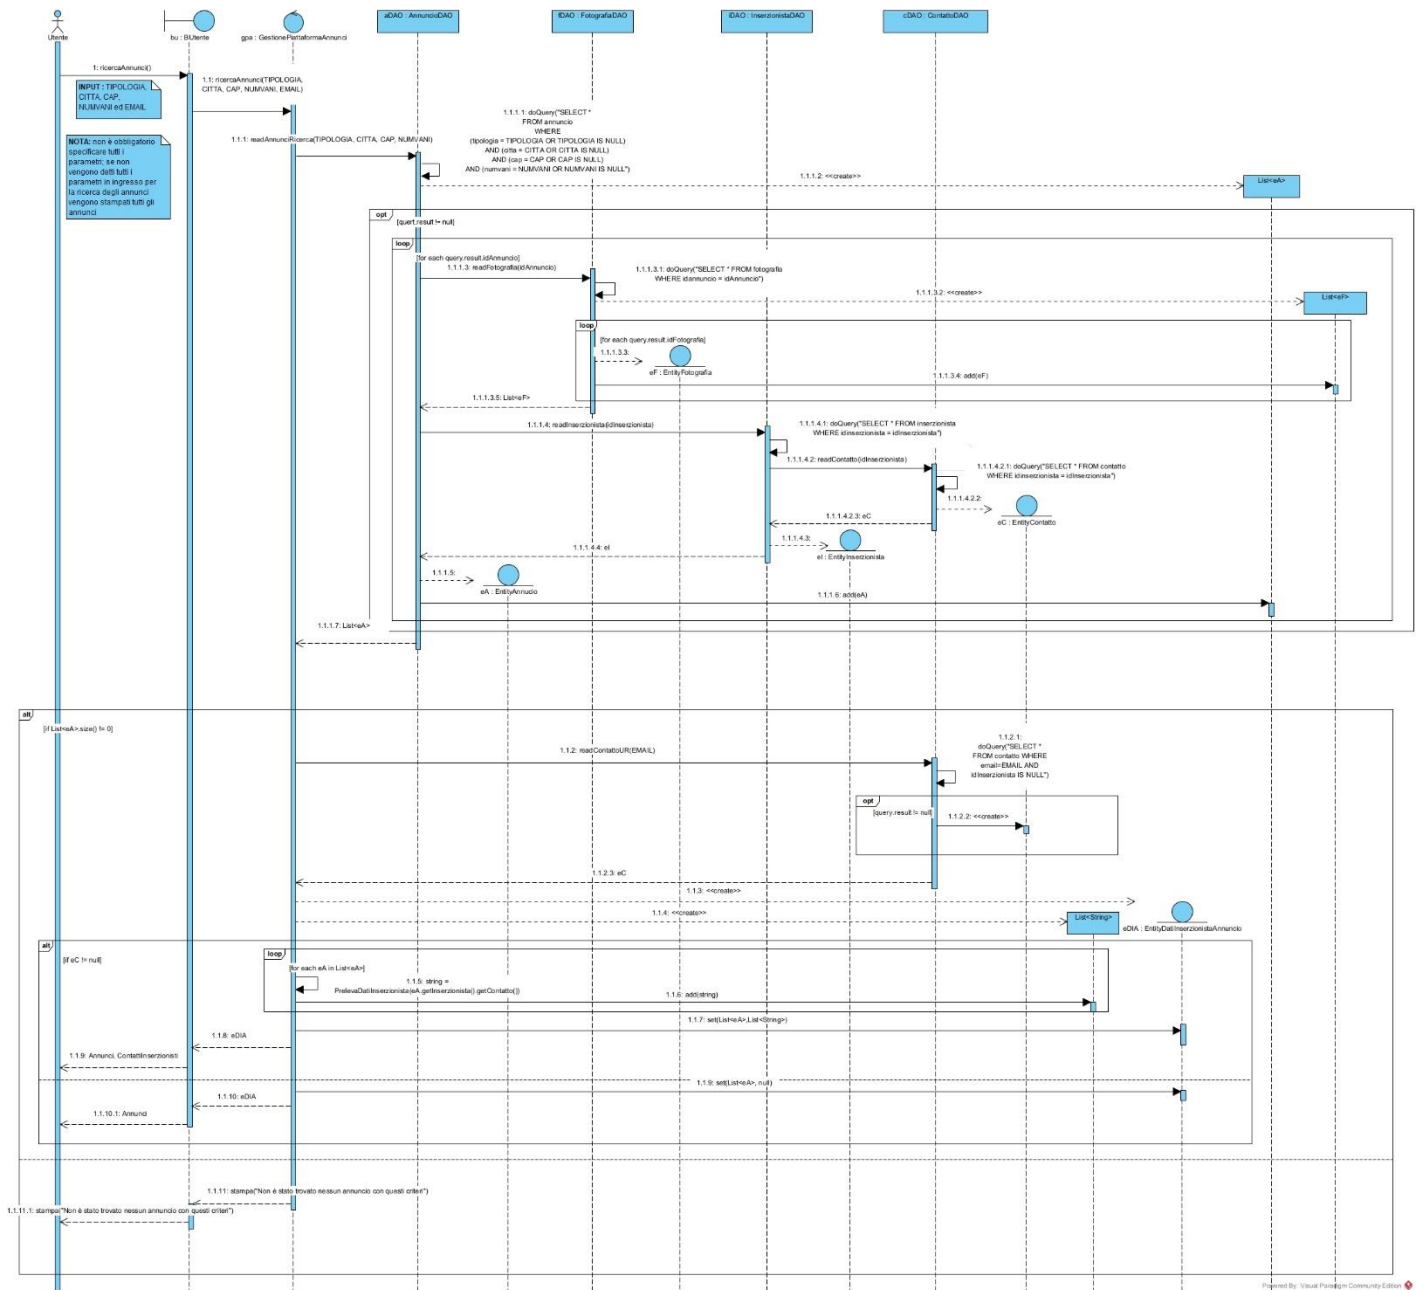 aDAO : AnnuncioDAO
fDAO : FotografiaDAO
iDAO : InserzionistaDAO
cDAO : ContattoDAO
Utente
bu : BUtente
gpa : GestionePiattaformaAnnunci
1: ricercaAnnunci()
INPUT : TIPOLOGIA,
CITTA, CAP,
NUMVANI ed EMAIL
1.1: ricercaAnnunci(TIPOLOGIA,
CITTA, CAP, NUMVANI, EMAIL)
NOTA: non è obbligatorio
specificare tutti i
parametri; se non
vengono detti tutti i
parametri in ingresso per
la ricerca degli annunci
vengono stampati tutti gli
annunci
1.1.1: readAnnunciRicerca(TIPOLOGIA, CITTA, CAP, NUMVANI)
1.1.1.1: doQuery("SELECT *
FROM annuncio
WHERE
(tipologia = TIPOLOGIA OR TIPOLOGIA IS NULL)
AND (citta = CITTA OR CITTA IS NULL)
AND (cap = CAP OR CAP IS NULL)
AND (numvani = NUMVANI OR NUMVANI IS NULL")
1.1.1.2: <<create>>
List<eA>
opt
[quert.result != null]
loop
[for each query.result.idAnnuncio]
1.1.1.3: readFotografia(idAnnuncio)
1.1.1.3.1: doQuery("SELECT * FROM fotografia
WHERE idannuncio = idAnnuncio")
1.1.1.3.2: <<create>>
List<eF>
loop
[for each query.result.idFotografia]
1.1.1.3.3:
eF : EntityFotografia
1.1.1.3.4: add(eF)
1.1.1.3.5: List<eF>
1.1.1.4: readInserzionista(idInserzionista)
1.1.1.4.1: doQuery("SELECT * FROM inserzionista
WHERE idinserzionista = idInserzionista")
1.1.1.4.2: readContatto(idInserzionista)
1.1.1.4.2.1: doQuery("SELECT * FROM contatto
WHERE idinserzionista = idInserzionista")
1.1.1.4.2.2:
eC : EntityContatto
1.1.1.4.2.3: eC
1.1.1.4.3:
eI : EntityInserzionista
1.1.1.4.4: eI
1.1.1.5:
eA : EntityAnnucio
1.1.1.6: add(eA)
1.1.1.7: List<eA>
alt
[if List<eA>.size() != 0]
1.1.2: readContattoUR(EMAIL)
1.1.2.1:
doQuery("SELECT *
FROM contatto WHERE
email=EMAIL AND
idInserzionista IS NULL")
opt
[query.result != null]
1.1.2.2: <<create>>
1.1.2.3: eC
1.1.3: <<create>>
1.1.4: <<create>>
List<String>
eDIA : EntityDatiInserzionistaAnnuncio
alt
[if eC != null]
loop
[for each eA in List<eA>]
1.1.5: string =
PrelevaDatiInserzionista(eA.getInserzionista().getContatto())
1.1.6: add(string)
1.1.7: set(List<eA>,List<String>)
1.1.8: eDIA
1.1.9: Annunci, ContattiInserzionisti
1.1.9: set(List<eA>, null)
1.1.10: eDIA
1.1.10.1: Annunci
1.1.11: stampa("Non è stato trovato nessun annuncio con questi criteri")
1.1.11.1: stampa("Non è stato trovato nessun annuncio con questi criteri")
Powered By Visual Paradigm Community Edition